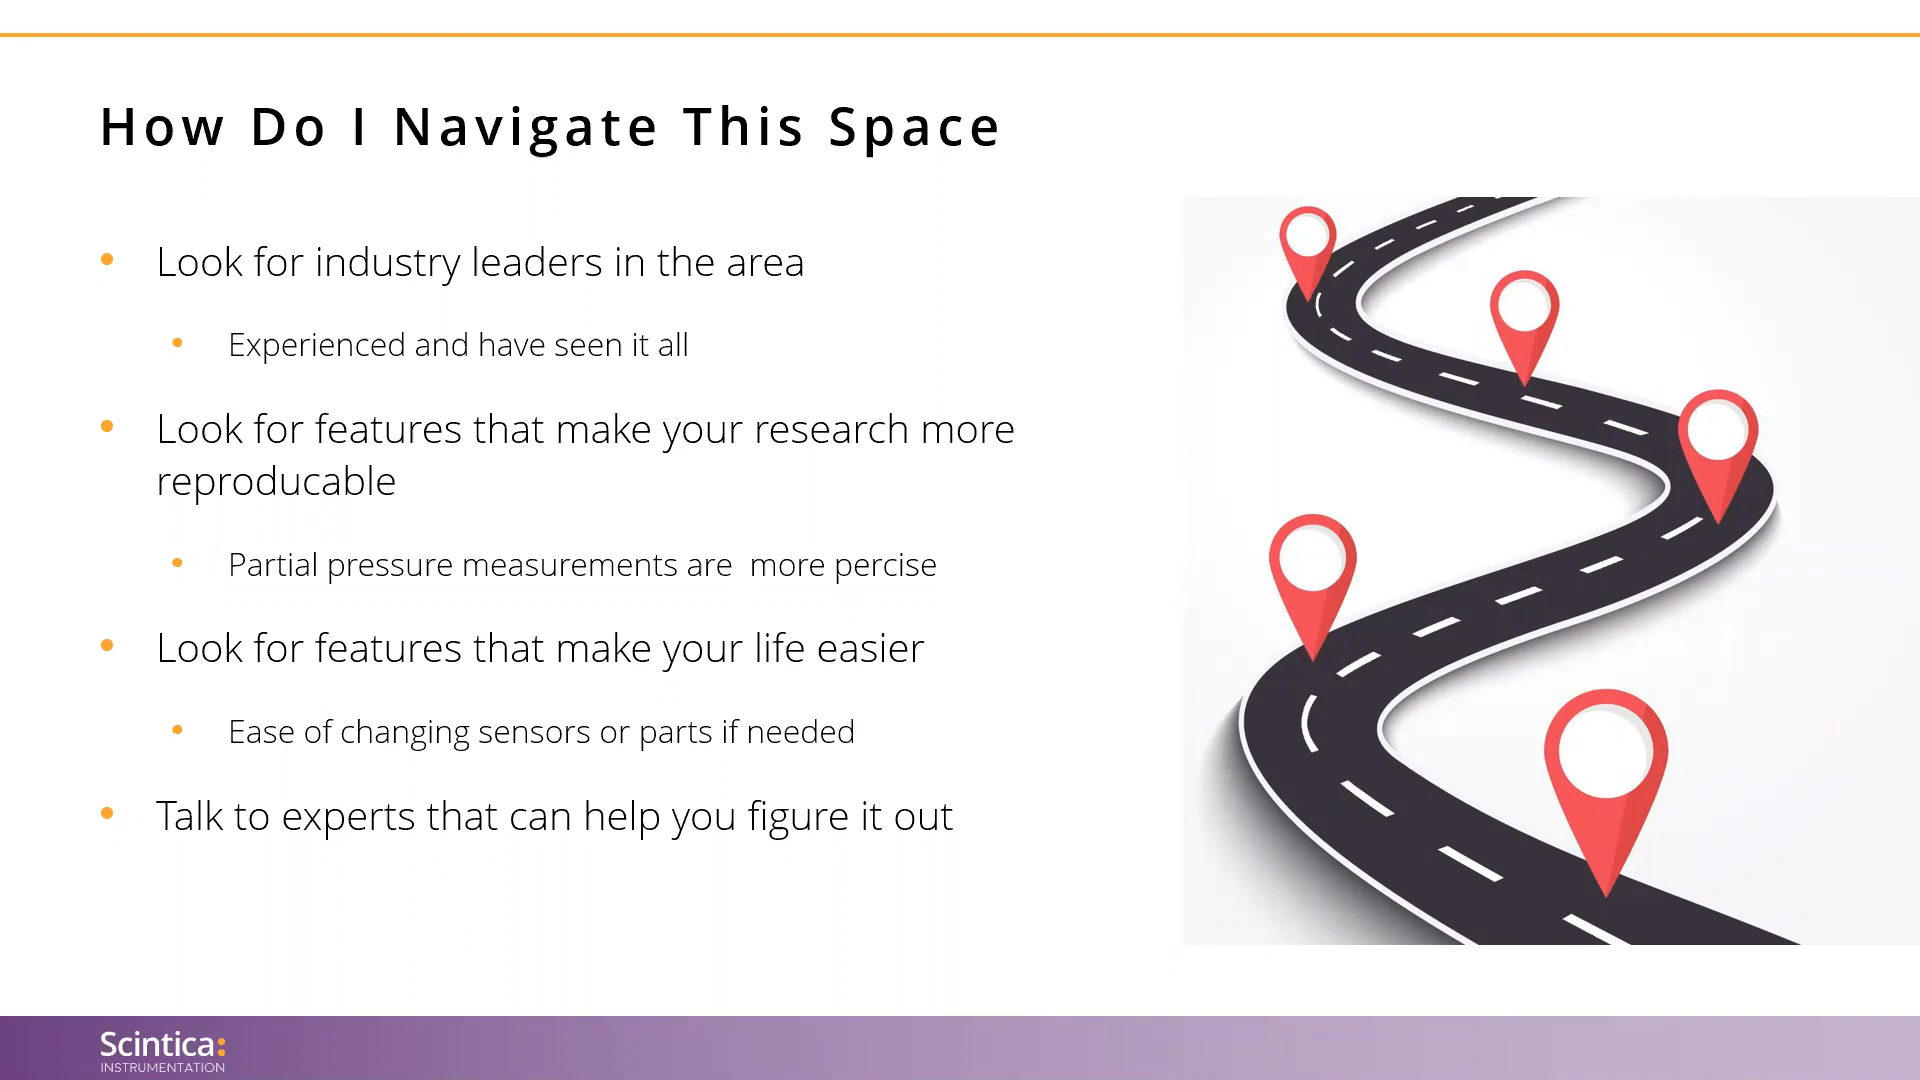 How Do I Navigate This Space
• Look for industry leaders in the area
• Experienced and have seen it all
• Look for features that make your research more
reproducable
• Partial pressure measurements are  more percise
• Look for features that make your life easier
• Ease of changing sensors or parts if needed
• Talk to experts that can help you figure it out
Scintica:
INSTRUMENTATION